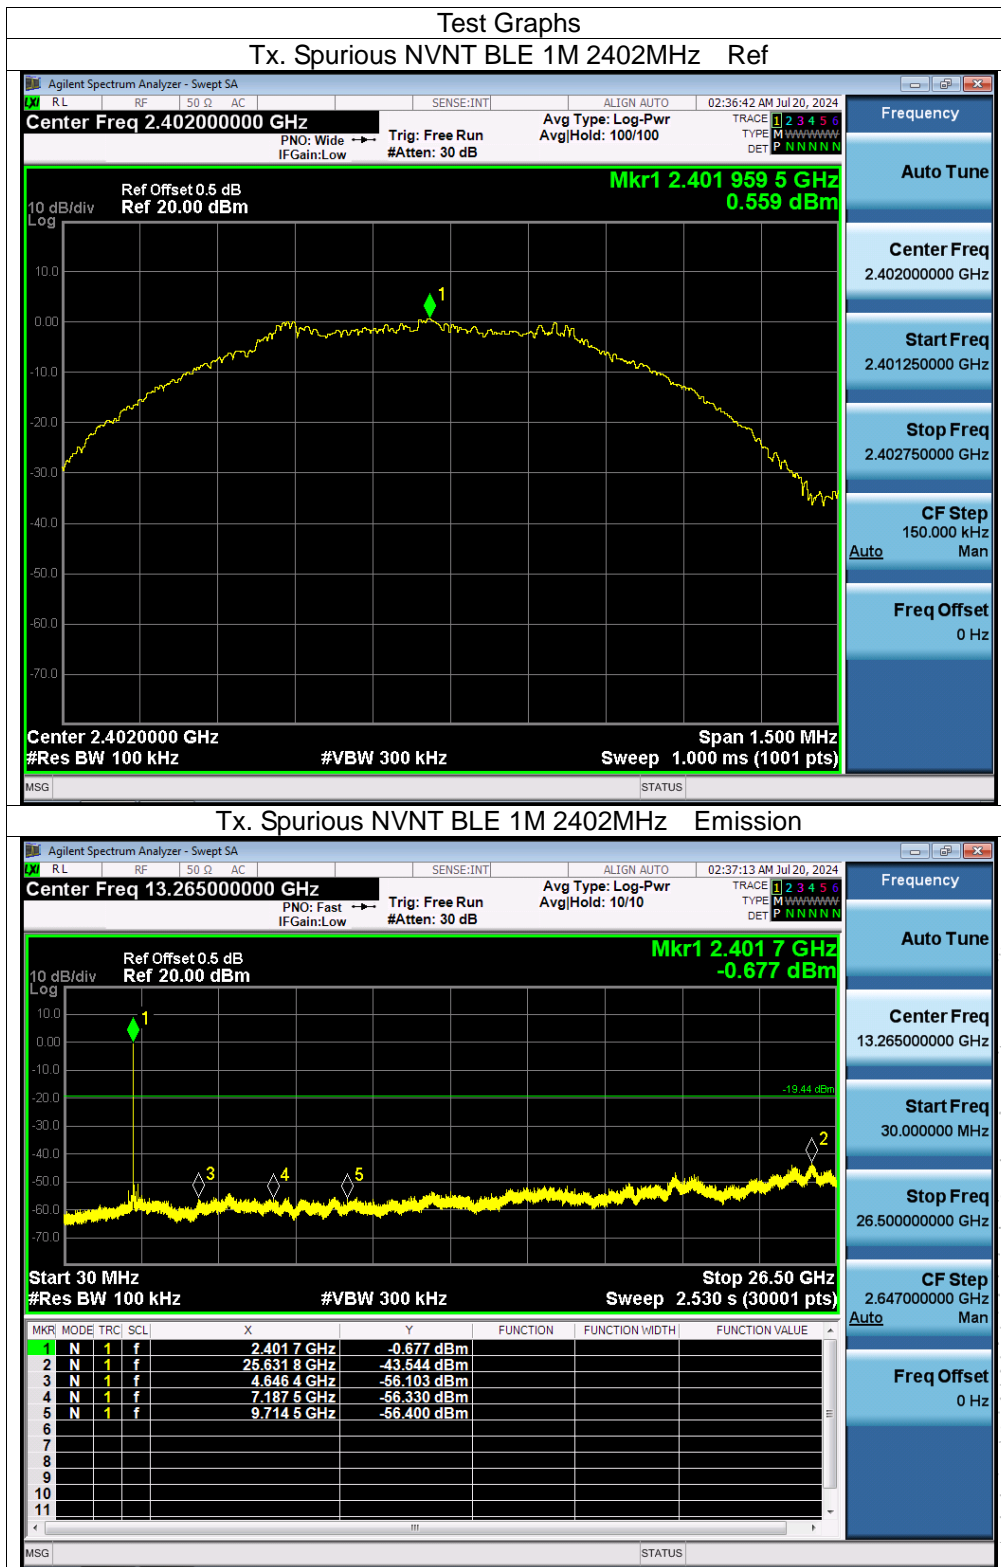 Test Graphs
Tx. Spurious NVNT BLE 1M 2402MHz Ref
Agilent Spectrum Analyzer - Swept SA
LXI RL RF 50 Ω AC SENSE:INT ALIGN AUTO 02:36:42 AM Jul 20, 2024
Center Freq 2.402000000 GHz Avg Type: Log-Pwr TRACE 1 2 3 4 5 6
PNO: Wide Trig: Free Run Avg|Hold: 100/100 TYPE M WWWWW
IFGain:Low #Atten: 30 dB DET P N N N N N
Frequency
Auto Tune
Center Freq
2.402000000 GHz
Start Freq
2.401250000 GHz
Stop Freq
2.402750000 GHz
CF Step
150.000 kHz
Auto Man
Freq Offset
0 Hz
Mkr1 2.401 959 5 GHz
0.559 dBm
Ref Offset 0.5 dB
10 dB/div Ref 20.00 dBm
Log
10.0
1
0.00
-10.0
-20.0
-30.0
-40.0
-50.0
-60.0
-70.0
Center 2.4020000 GHz Span 1.500 MHz
#Res BW 100 kHz #VBW 300 kHz Sweep 1.000 ms (1001 pts)
MSG STATUS
Tx. Spurious NVNT BLE 1M 2402MHz Emission
Agilent Spectrum Analyzer - Swept SA
LXI RL RF 50 Ω AC SENSE:INT ALIGN AUTO 02:37:13 AM Jul 20, 2024
Center Freq 13.265000000 GHz Avg Type: Log-Pwr TRACE 1 2 3 4 5 6
PNO: Fast Trig: Free Run Avg|Hold: 10/10 TYPE M WWWWW
IFGain:Low #Atten: 30 dB DET P N N N N N
Frequency
Auto Tune
Center Freq
13.265000000 GHz
Start Freq
30.000000 MHz
Stop Freq
26.500000000 GHz
CF Step
2.647000000 GHz
Auto Man
Freq Offset
0 Hz
Mkr1 2.401 7 GHz
-0.677 dBm
Ref Offset 0.5 dB
10 dB/div Ref 20.00 dBm
Log
10.0
1
0.00
-10.0
-19.44 dBm
-20.0
-30.0
-40.0
2
3 4 5
-50.0
-60.0
-70.0
Start 30 MHz Stop 26.50 GHz
#Res BW 100 kHz #VBW 300 kHz Sweep 2.530 s (30001 pts)
MKR MODE TRC SCL X Y FUNCTION FUNCTION WIDTH FUNCTION VALUE
1 N 1 f 2.401 7 GHz -0.677 dBm
2 N 1 f 25.631 8 GHz -43.544 dBm
3 N 1 f 4.646 4 GHz -56.103 dBm
4 N 1 f 7.187 5 GHz -56.330 dBm
5 N 1 f 9.714 5 GHz -56.400 dBm
6
7
8
9
10
11
MSG STATUS